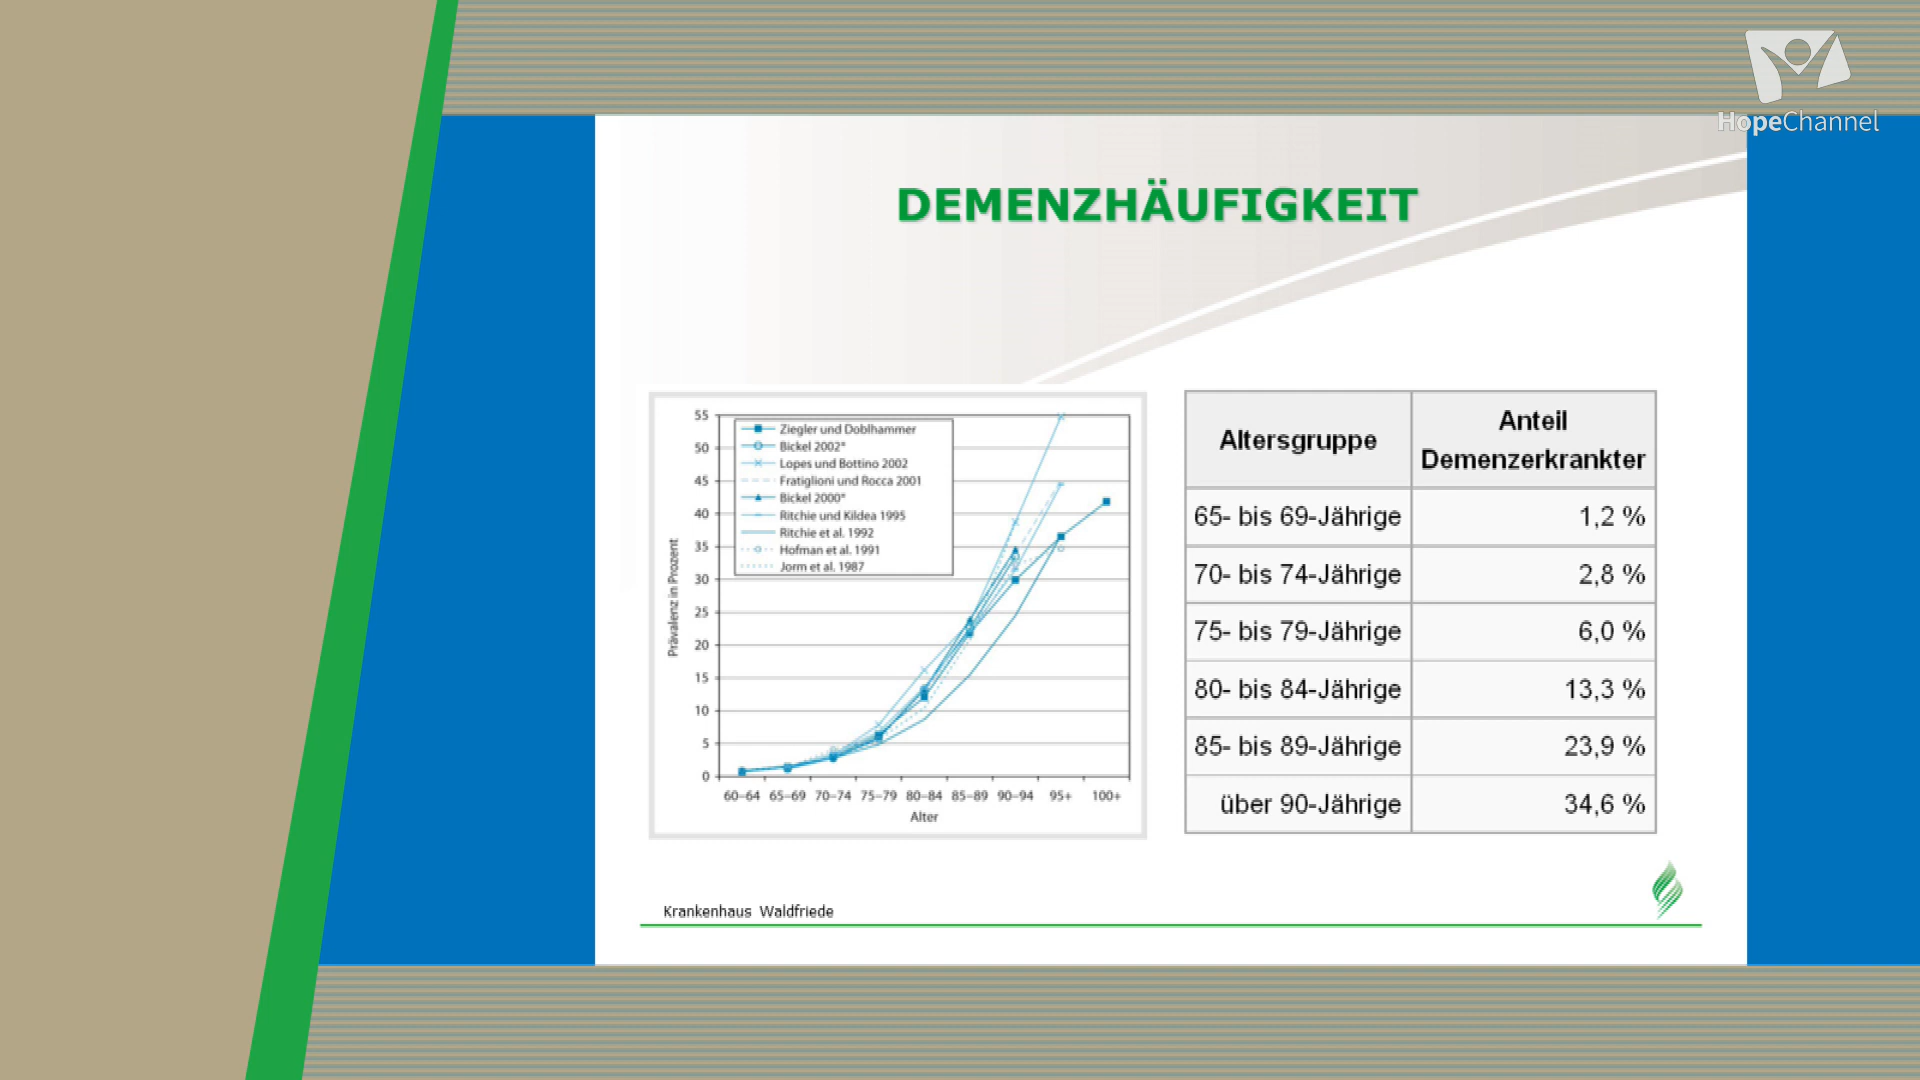 HopeChannel
DEMENZHÄUFIGKEIT
55
50
45
40
35
30
25
20
15
10
5
0
Prävalenz in Prozent
Ziegler und Doblhammer
Bickel 2002*
Lopes und Bottino 2002
Fratiglioni und Rocca 2001
Bickel 2000*
Ritchie und Kildea 1995
Ritchie et al. 1992
Hofman et al. 1991
Jorm et al. 1987
60–64 65–69 70–74 75–79 80–84 85–89 90–94 95+ 100+
Alter
Altersgruppe
Anteil
Demenzerkrankter
65- bis 69-Jährige 1,2 %
70- bis 74-Jährige 2,8 %
75- bis 79-Jährige 6,0 %
80- bis 84-Jährige 13,3 %
85- bis 89-Jährige 23,9 %
über 90-Jährige 34,6 %
Krankenhaus Waldfriede